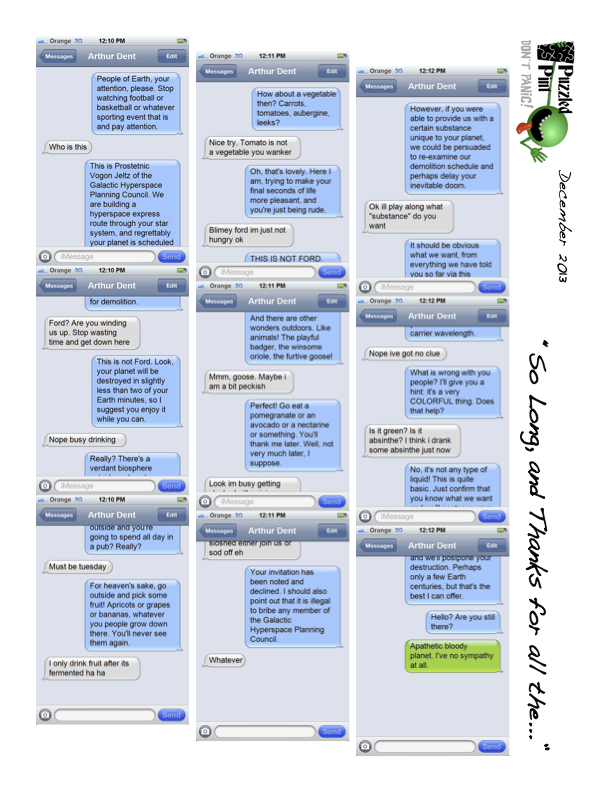 Orange 3G 12:10 PM
Messages Arthur Dent Edit
People of Earth, your
attention, please. Stop
watching football or
basketball or whatever
sporting event that is
and pay attention.
Who is this
This is Prostetnic
Vogon Jeltz of the
Galactic Hyperspace
Planning Council. We
are building a
hyperspace express
route through your star
system, and regrettably
your planet is scheduled
iMessage Send
Orange 3G 12:10 PM
Messages Arthur Dent Edit
for demolition.
Ford? Are you winding
us up. Stop wasting
time and get down here
This is not Ford. Look,
your planet will be
destroyed in slightly
less than two of your
Earth minutes, so I
suggest you enjoy it
while you can.
Nope busy drinking
Really? There's a
verdant biosphere
iMessage Send
Orange 3G 12:10 PM
Messages Arthur Dent Edit
outside and you're
going to spend all day in
a pub? Really?
Must be tuesday
For heaven's sake, go
outside and pick some
fruit! Apricots or grapes
or bananas, whatever
you people grow down
there. You'll never see
them again.
I only drink fruit after its
fermented ha ha
Send
Orange 3G 12:11 PM
Messages Arthur Dent Edit
How about a vegetable
then? Carrots,
tomatoes, aubergine,
leeks?
Nice try. Tomato is not
a vegetable you wanker
Oh, that's lovely. Here I
am, trying to make your
final seconds of life
more pleasant, and
you're just being rude.
Blimey ford im just not
hungry ok
THIS IS NOT FORD.
iMessage Send
Orange 3G 12:11 PM
Messages Arthur Dent Edit
And there are other
wonders outdoors. Like
animals! The playful
badger, the winsome
oriole, the furtive goose!
Mmm, goose. Maybe i
am a bit peckish
Perfect! Go eat a
pomegranate or an
avocado or a nectarine
or something. You'll
thank me later. Well, not
very much later, I
suppose.
Look im busy getting
iMessage Send
Orange 3G 12:11 PM
Messages Arthur Dent Edit
sloshed either join us or
sod off eh
Your invitation has
been noted and
declined. I should also
point out that it is illegal
to bribe any member of
the Galactic
Hyperspace Planning
Council.
Whatever
Send
Orange 3G 12:12 PM
Messages Arthur Dent Edit
However, if you were
able to provide us with a
certain substance
unique to your planet,
we could be persuaded
to re-examine our
demolition schedule and
perhaps delay your
inevitable doom.
Ok ill play along what
"substance" do you
want
It should be obvious
what we want, from
everything we have told
you so far via this
iMessage Send
Orange 3G 12:12 PM
Messages Arthur Dent Edit
carrier wavelength.
Nope ive got no clue
What is wrong with you
people? I'll give you a
hint: it's a very
COLORFUL thing. Does
that help?
Is it green? Is it
absinthe? I think i drank
some absinthe just now
No, it's not any type of
liquid! This is quite
basic. Just confirm that
you know what we want
iMessage Send
Orange 3G 12:12 PM
Messages Arthur Dent Edit
and we'll postpone your
destruction. Perhaps
only a few Earth
centuries, but that's the
best I can offer.
Hello? Are you still
there?
Apathetic bloody
planet. I've no sympathy
at all.
Send
Puzzled
Pint
DON'T PANIC!
December 2013
"So Long, and Thanks for all the... "